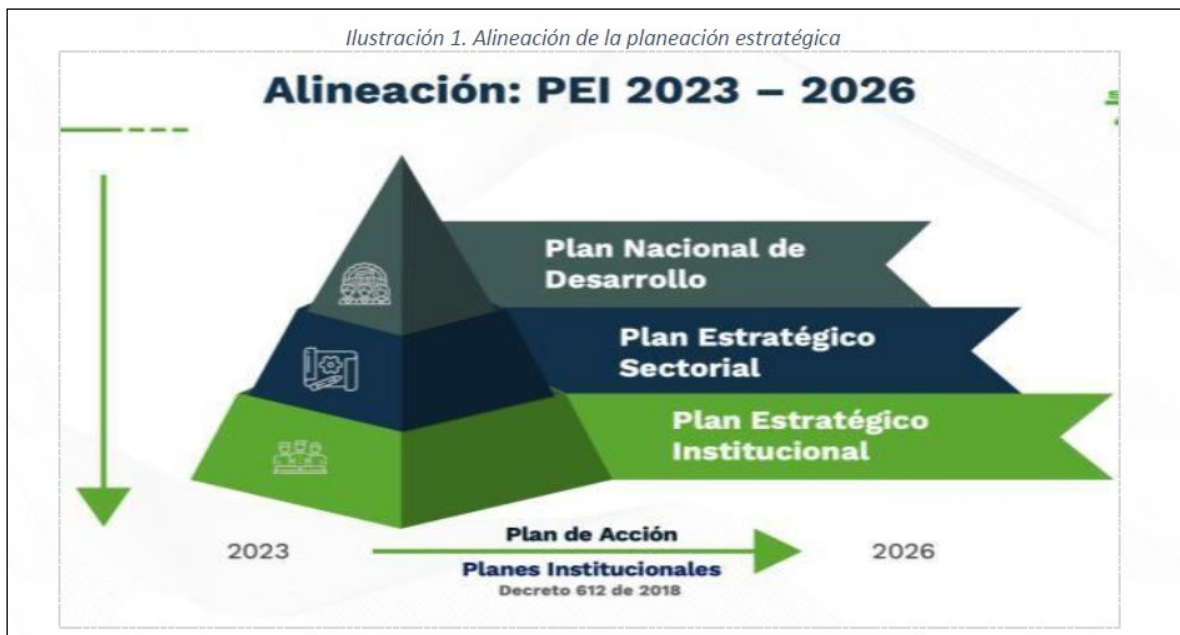 Ilustración 1. Alineación de la planeación estratégica
Alineación: PEI 2023 – 2026
Plan Nacional de
Desarrollo
Plan Estratégico
Sectorial
Plan Estratégico
Institucional
2023
Plan de Acción
2026
Planes Institucionales
Decreto 612 de 2018